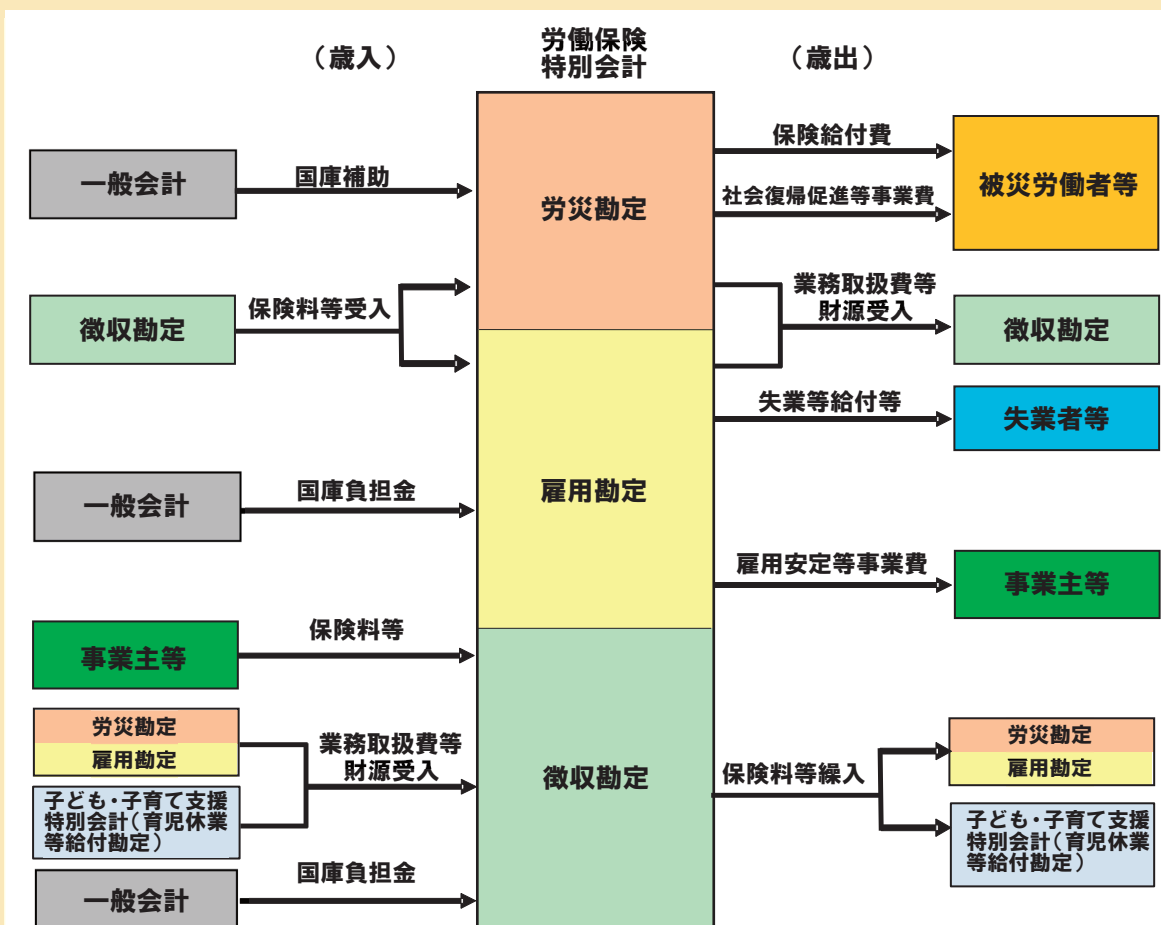 （歳入）
労働保険
特別会計
（歳出）
一般会計
国庫補助
労災勘定
保険給付費
社会復帰促進等事業費
被災労働者等
徴収勘定
保険料等受入
業務取扱費等
財源受入
徴収勘定
失業等給付等
失業者等
一般会計
国庫負担金
雇用勘定
雇用安定等事業費
事業主等
事業主等
保険料等
労災勘定
雇用勘定
子ども・子育て支援
特別会計（育児休業
等給付勘定）
業務取扱費等
財源受入
徴収勘定
保険料等繰入
労災勘定
雇用勘定
子ども・子育て支援
特別会計（育児休業
等給付勘定）
一般会計
国庫負担金